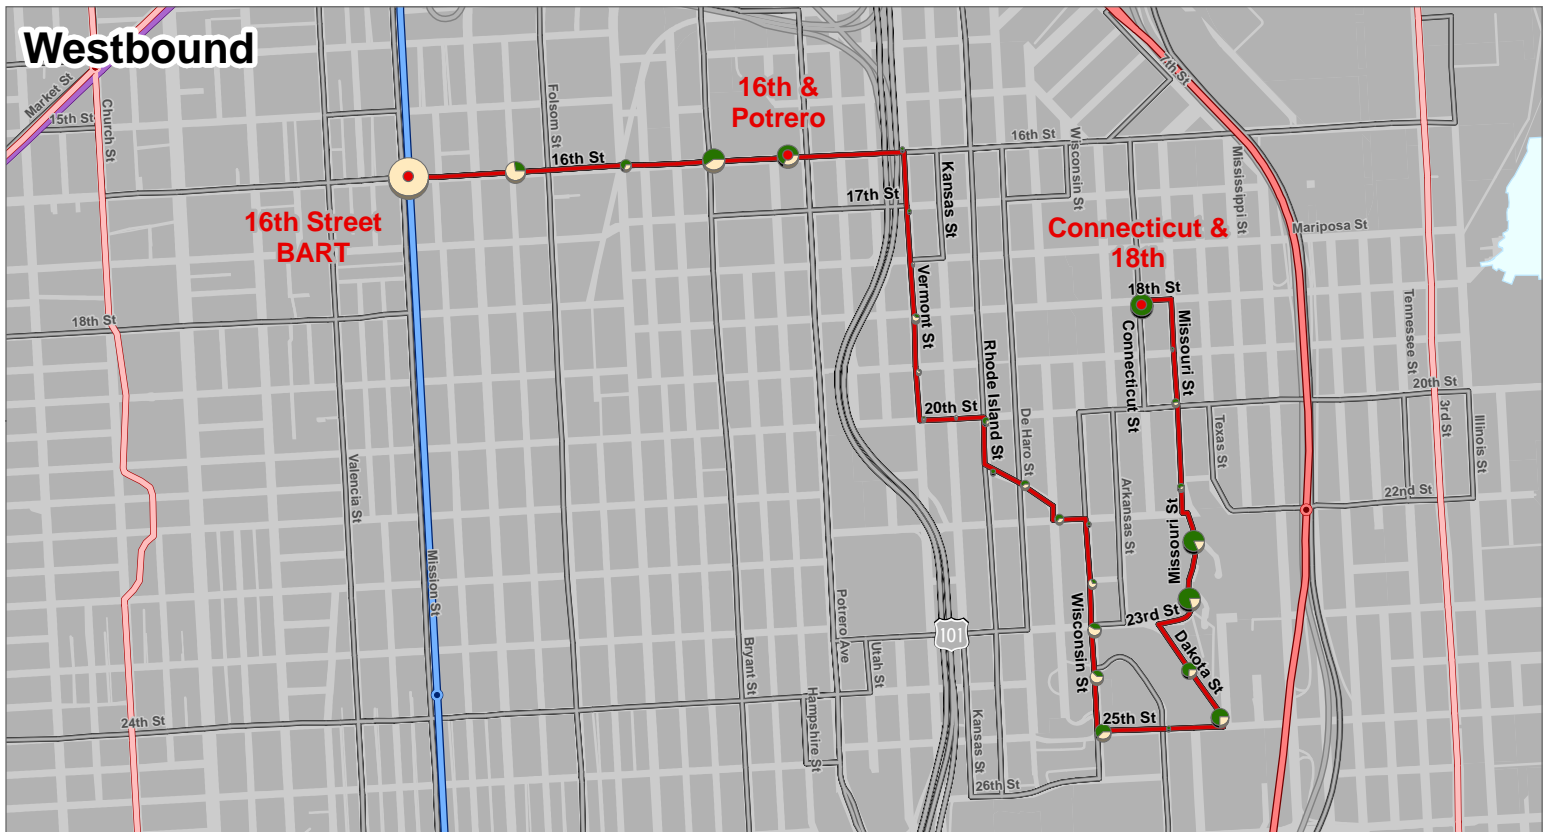 Westbound
Market St
15th St
Church St
Folsom St
7th St
16th &
Potrero
16th St
16th St
Wisconsin St
Mississippi St
Kansas St
17th St
16th Street
BART
Connecticut &
18th
Mariposa St
18th St
18th St
Vermont St
Connecticut St
Missouri St
Tennessee St
Rhode Island St
20th St
20th St
De Haro St
Texas St
3rd St
Illinois St
Valencia St
Arkansas St
22nd St
Missouri St
Mission St
Potrero Ave
101
Wisconsin St
23rd St
Dakota St
Bryant St
Utah St
Hampshire St
Kansas St
24th St
25th St
26th St